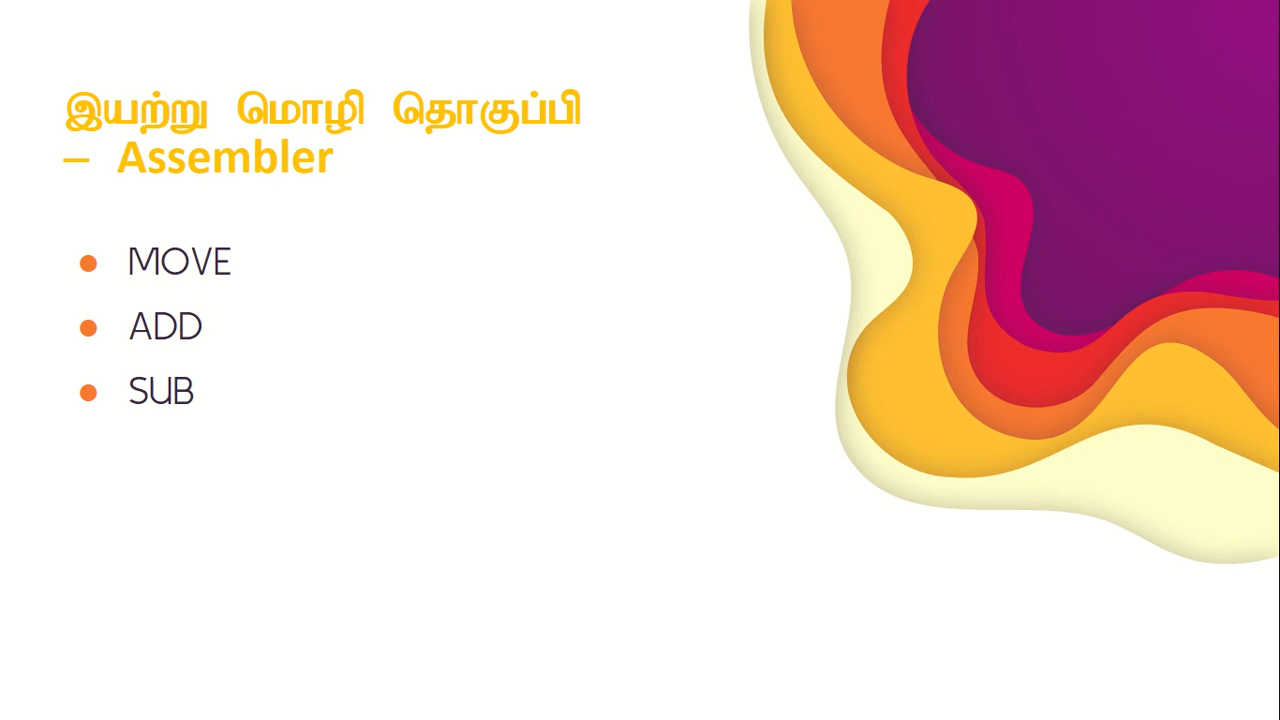 இயற்று மொழி தொகுப்பி
– Assembler
MOVE
ADD
SUB